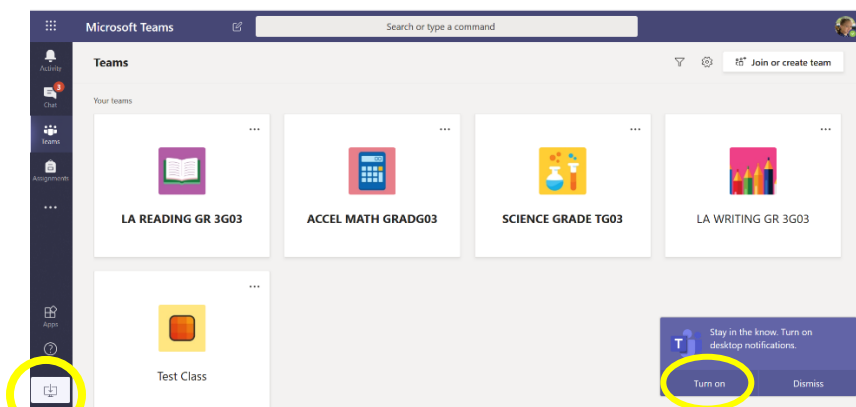 Microsoft Teams
Search or type a command
Activity
Teams
Join or create team
3
Chat
Your teams
Teams
Assignments
LA READING GR 3G03
ACCEL MATH GRADG03
SCIENCE GRADE TG03
LA WRITING GR 3G03
Apps
Test Class
T
Stay in the know. Turn on
desktop notifications.
Turn on
Dismiss